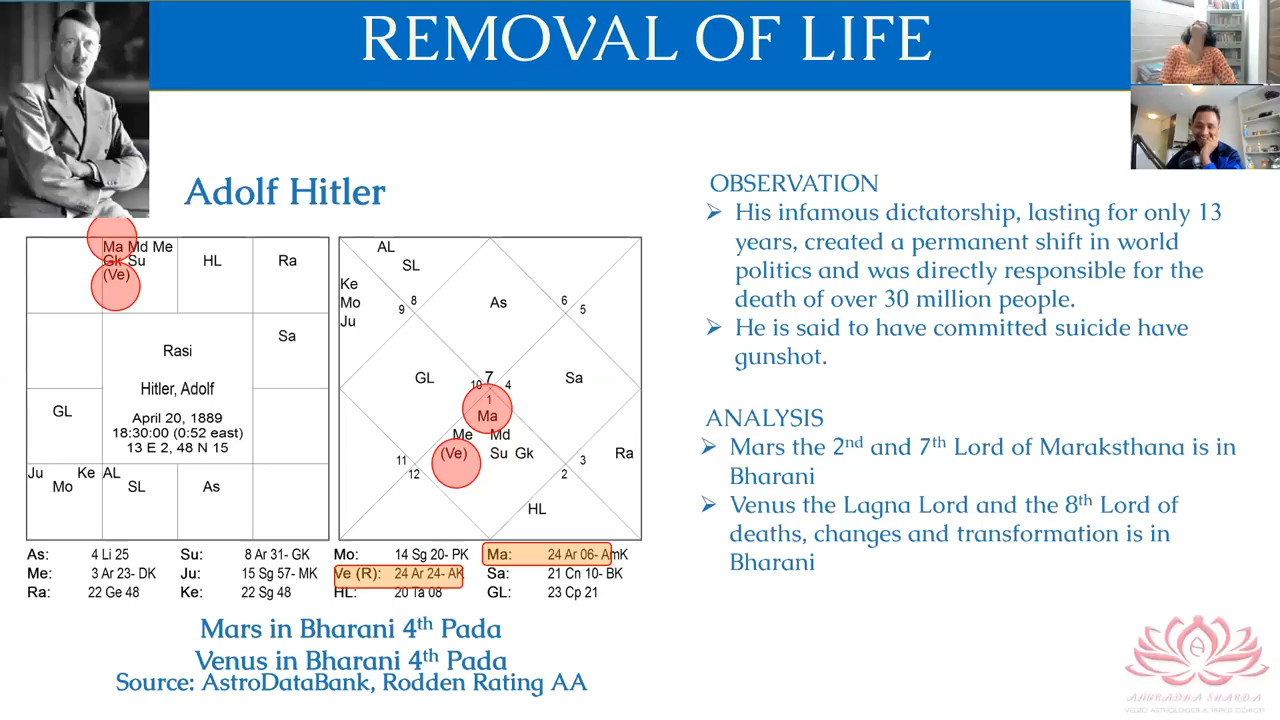 REMOVAL OF LIFE
Adolf Hitler
Ma Md Me
Gk Su
(Ve)
HL
Ra
Sa
Rasi
Hitler, Adolf
April 20, 1889
18:30:00 (0:52 east)
13 E 2, 48 N 15
GL
Ju Ke AL
Mo
SL
As
AL
SL
Ke
Mo
Ju
8
9
As
6
5
GL
7
10
4
Sa
1
Ma
Me Md
(Ve) Su Gk
Ra
11
12
3
2
HL
As: 4 Li 25 Su: 8 Ar 31- GK Mo: 14 Sg 20- PK Ma: 24 Ar 06- AmK
Me: 3 Ar 23- DK Ju: 15 Sg 57- MK Ve (R): 24 Ar 24- AK Sa: 21 Cn 10- BK
Ra: 22 Ge 48 Ke: 22 Sg 48 HL: 20 Ta 08 GL: 23 Cp 21
Mars in Bharani 4th Pada
Venus in Bharani 4th Pada
Source: AstroDataBank, Rodden Rating AA
OBSERVATION
➢ His infamous dictatorship, lasting for only 13
years, created a permanent shift in world
politics and was directly responsible for the
death of over 30 million people.
➢ He is said to have committed suicide have
gunshot.
ANALYSIS
➢ Mars the 2nd and 7th Lord of Maraksthana is in
Bharani
➢ Venus the Lagna Lord and the 8th Lord of
deaths, changes and transformation is in
Bharani
ANURADHA SHARDA
VEDIC ASTROLOGER & TAROT COACH